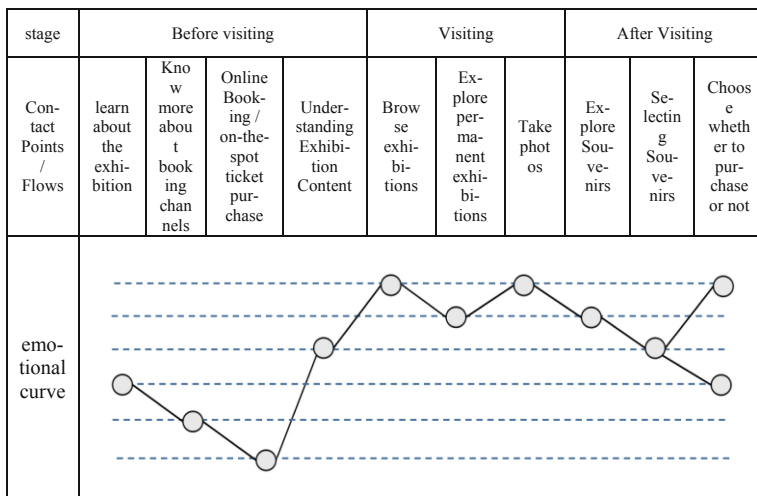 stage
Before visiting
Visiting
After Visiting
Con-
tact
Points
/
Flows
learn
about
the
exhi-
bition
Kno
w
more
abou
t
book
ing
chan
nels
Online
Book-
ing /
on-the-
spot
ticket
pur-
chase
Under-
standing
Exhibi-
tion
Content
Brow
se
exhi-
bi-
tions
Ex-
plore
per-
ma-
nent
exhi-
bi-
tions
Take
phot
os
Ex-
plore
Sou-
ve-
nirs
Se-
lectin
g
Sou-
ve-
nirs
Choos
e
wheth
er to
pur-
chase
or not
emo-
tional
curve